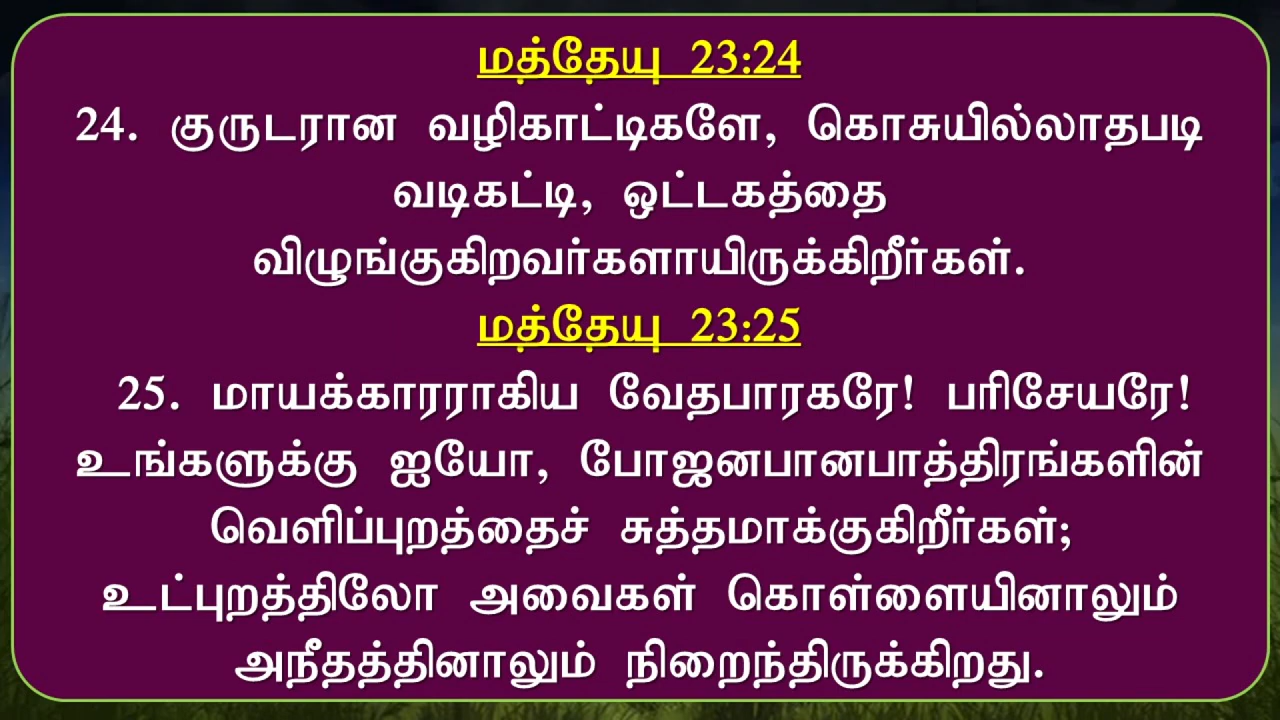 மத்தேயு 23:24
24. குருடரான வழிகாட்டிகளே, கொசுயில்லாதபடி
வடிகட்டி, ஒட்டகத்தை
விழுங்குகிறவர்களாயிருக்கிறீர்கள்.
மத்தேயு 23:25
25. மாயக்காரராகிய வேதபாரகரே! பரிசேயரே!
உங்களுக்கு ஐயோ, போஜனபானபாத்திரங்களின்
வெளிப்புறத்தைச் சுத்தமாக்குகிறீர்கள்;
உட்புறத்திலோ அவைகள் கொள்ளையினாலும்
அநீதத்தினாலும் நிறைந்திருக்கிறது.